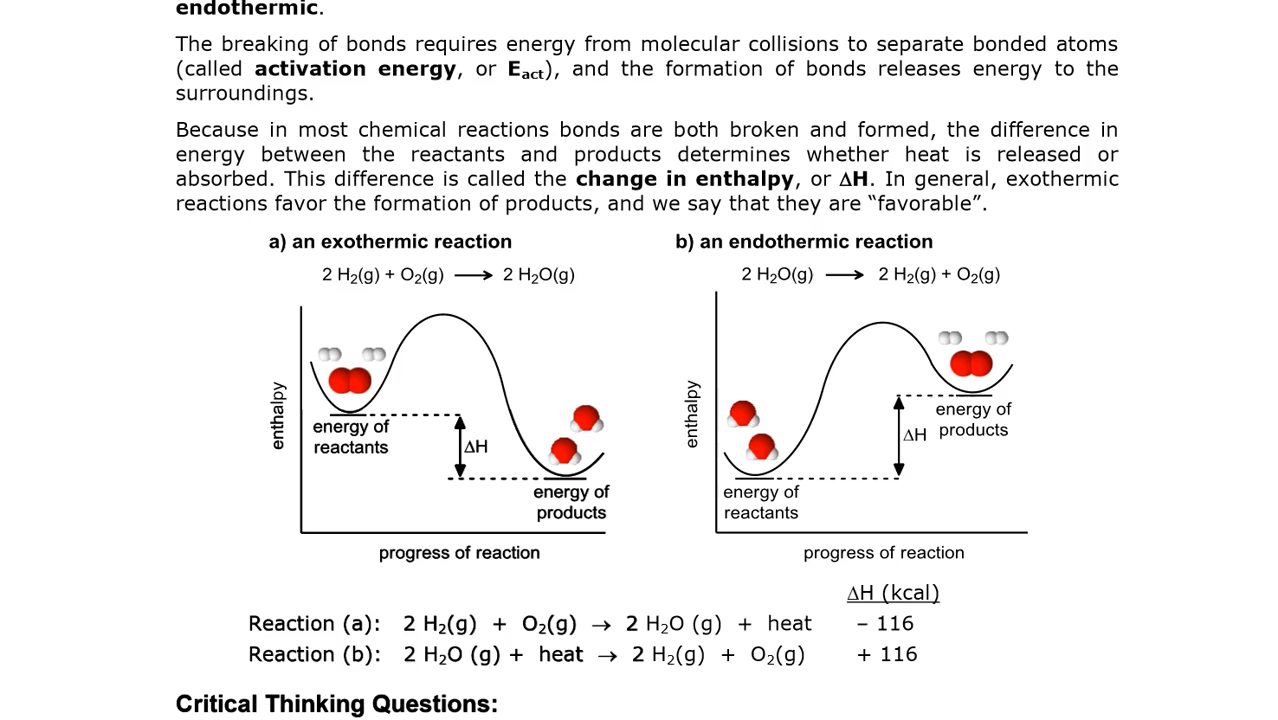 endothermic.
The breaking of bonds requires energy from molecular collisions to separate bonded atoms
(called activation energy, or Eact), and the formation of bonds releases energy to the
surroundings.
Because in most chemical reactions bonds are both broken and formed, the difference in
energy between the reactants and products determines whether heat is released or
absorbed. This difference is called the change in enthalpy, or ΔH. In general, exothermic
reactions favor the formation of products, and we say that they are “favorable”.
a) an exothermic reaction
2 H₂(g) + O₂(g) ⟶ 2 H₂O(g)
enthalpy
energy of
reactants
ΔH
energy of
products
progress of reaction
b) an endothermic reaction
2 H₂O(g) ⟶ 2 H₂(g) + O₂(g)
enthalpy
energy of
reactants
ΔH
energy of
products
progress of reaction
ΔH (kcal)
Reaction (a): 2 H₂(g) + O₂(g) → 2 H₂O (g) + heat – 116
Reaction (b): 2 H₂O (g) + heat → 2 H₂(g) + O₂(g) + 116
Critical Thinking Questions: